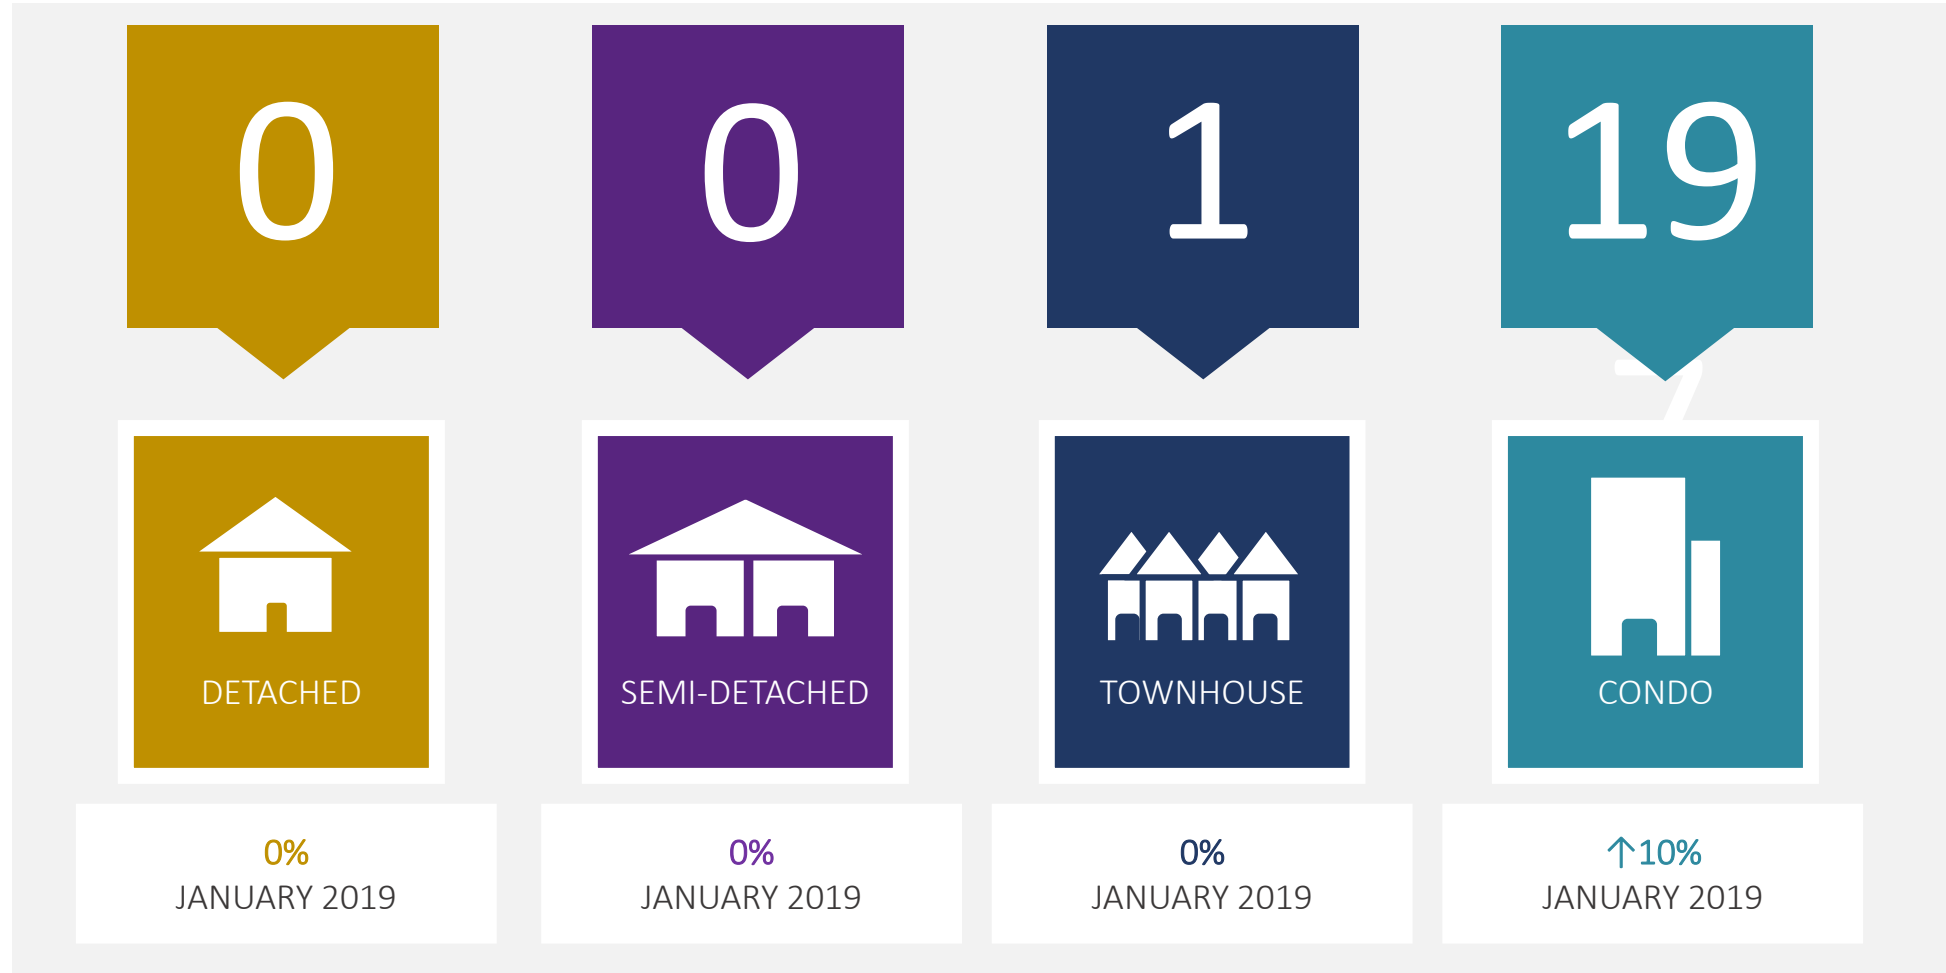 0
0
1
19
7
DETACHED
SEMI-DETACHED
TOWNHOUSE
CONDO
0%
JANUARY 2019
0%
JANUARY 2019
0%
JANUARY 2019
↑10%
JANUARY 2019